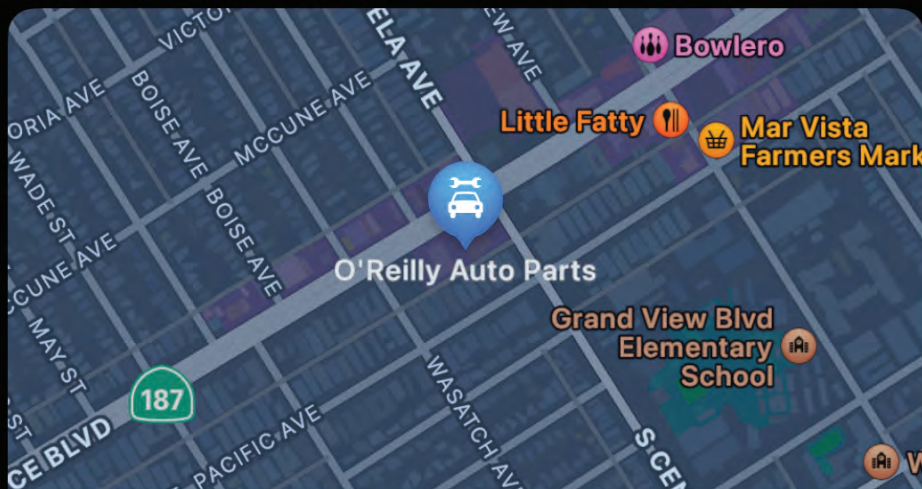 VICTO
ELA AVE
EW AVE
Bowlero
ORIA AVE
BOISE AVE
MCCUNE AVE
Little Fatty
Mar Vista
Farmers Mark
WADE ST
BOISE AVE
CCUNE AVE
O'Reilly Auto Parts
MAY ST
Grand View Blvd
Elementary
School
187
WASATCH AV
ST
CE BLVD
PACIFIC AVE
S CEN
W